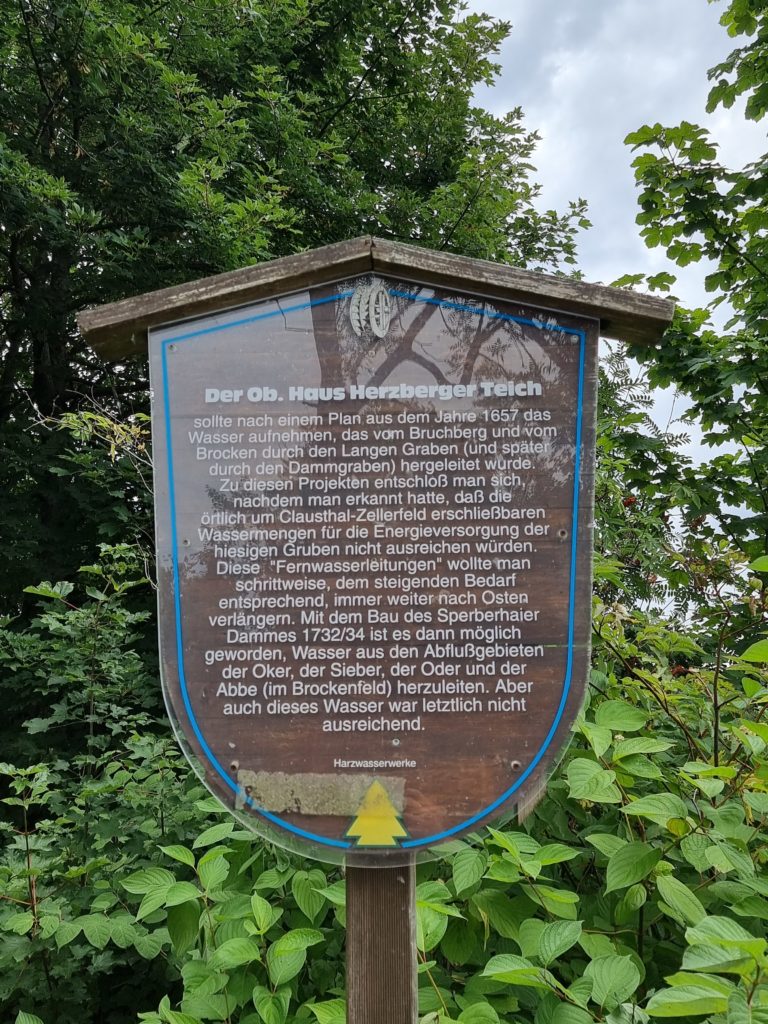 Der Ob. Haus Herzberger Teich
sollte nach einem Plan aus dem Jahre 1657 das
Wasser aufnehmen, das vom Bruchberg und vom
Brocken durch den Langen Graben (und später
durch den Dammgraben) hergeleitet wurde.
Zu diesen Projekten entschloß man sich,
nachdem man erkannt hatte, daß die
örtlich um Clausthal-Zellerfeld erschließbaren
Wassermengen für die Energieversorgung der
hiesigen Gruben nicht ausreichen würden.
Diese "Fernwasserleitungen" wollte man
schrittweise, dem steigenden Bedarf
entsprechend, immer weiter nach Osten
verlängern. Mit dem Bau des Sperberhaier
Dammes 1732/34 ist es dann möglich
geworden, Wasser aus den Abflußgebieten
der Oker, der Sieber, der Oder und der
Abbe (im Brockenfeld) herzuleiten. Aber
auch dieses Wasser war letztlich nicht
ausreichend.
Harzwasserwerke